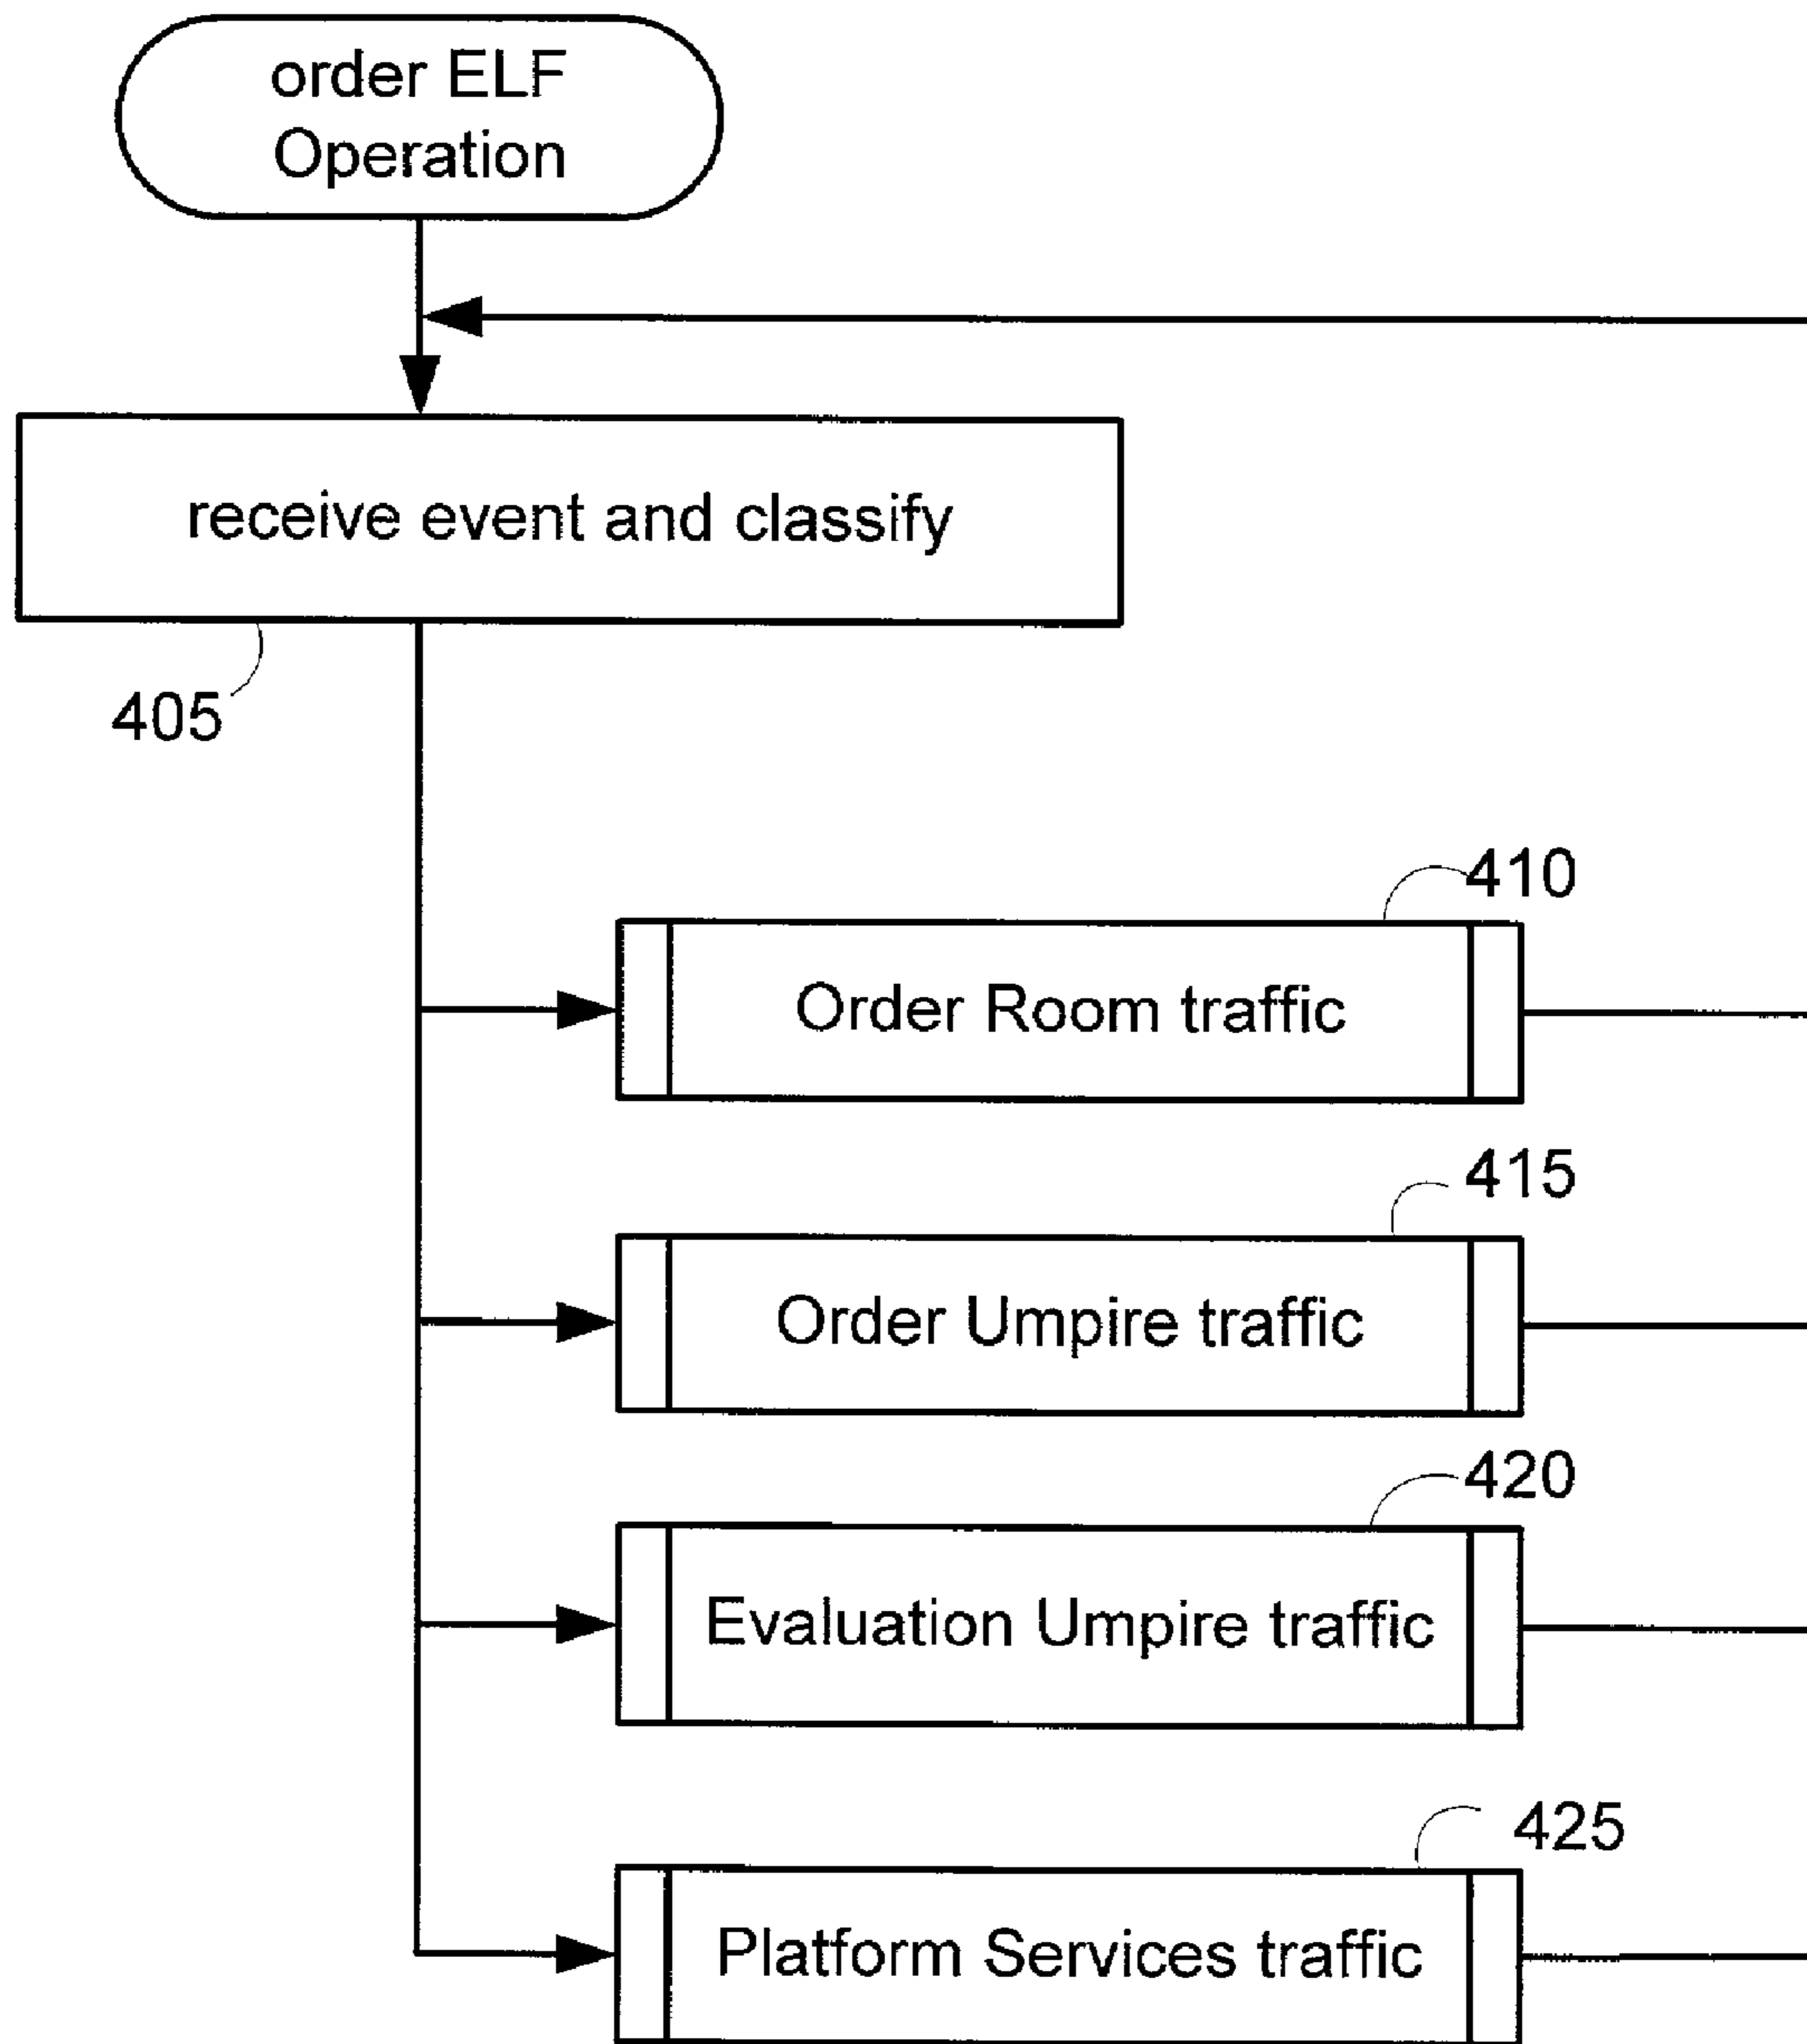 order ELF
Operation
receive event and classify
405
410
Order Room traffic
415
Order Umpire traffic
420
Evaluation Umpire traffic
425
Platform Services traffic